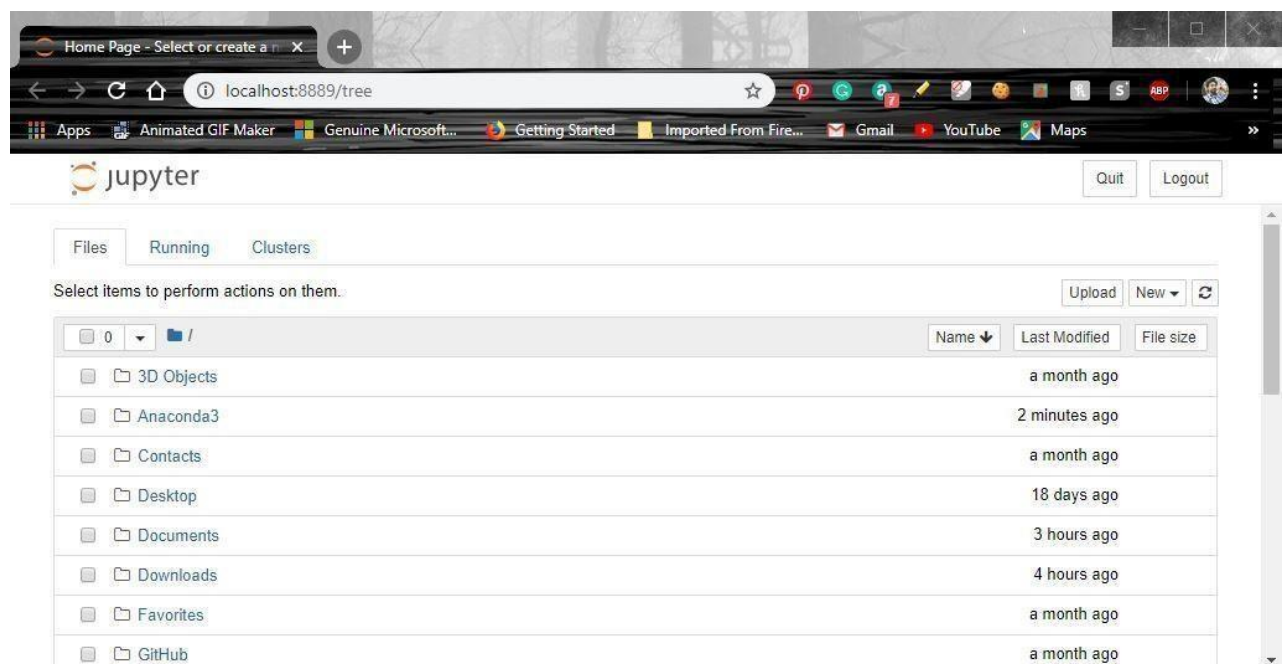 Home Page - Select or create a n
localhost:8889/tree
7
ABP
Apps Animated GIF Maker Genuine Microsoft... Getting Started Imported From Fire... Gmail YouTube Maps »
jupyter
Quit Logout
Files Running Clusters
Select items to perform actions on them.
Upload New
0 / Name Last Modified File size
3D Objects a month ago
Anaconda3 2 minutes ago
Contacts a month ago
Desktop 18 days ago
Documents 3 hours ago
Downloads 4 hours ago
Favorites a month ago
GitHub a month ago